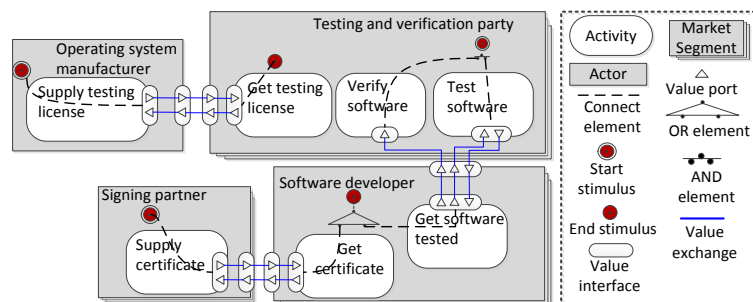 Operating system
manufacturer
Supply testing
license
Testing and verification party
Get testing
license
Verify
software
Test
software
Signing partner
Supply
certificate
Software developer
Get
certificate
Get software
tested
Activity
Market
Segment
Actor
Value port
Connect
element
OR element
Start
stimulus
AND
element
End stimulus
Value
exchange
Value
interface